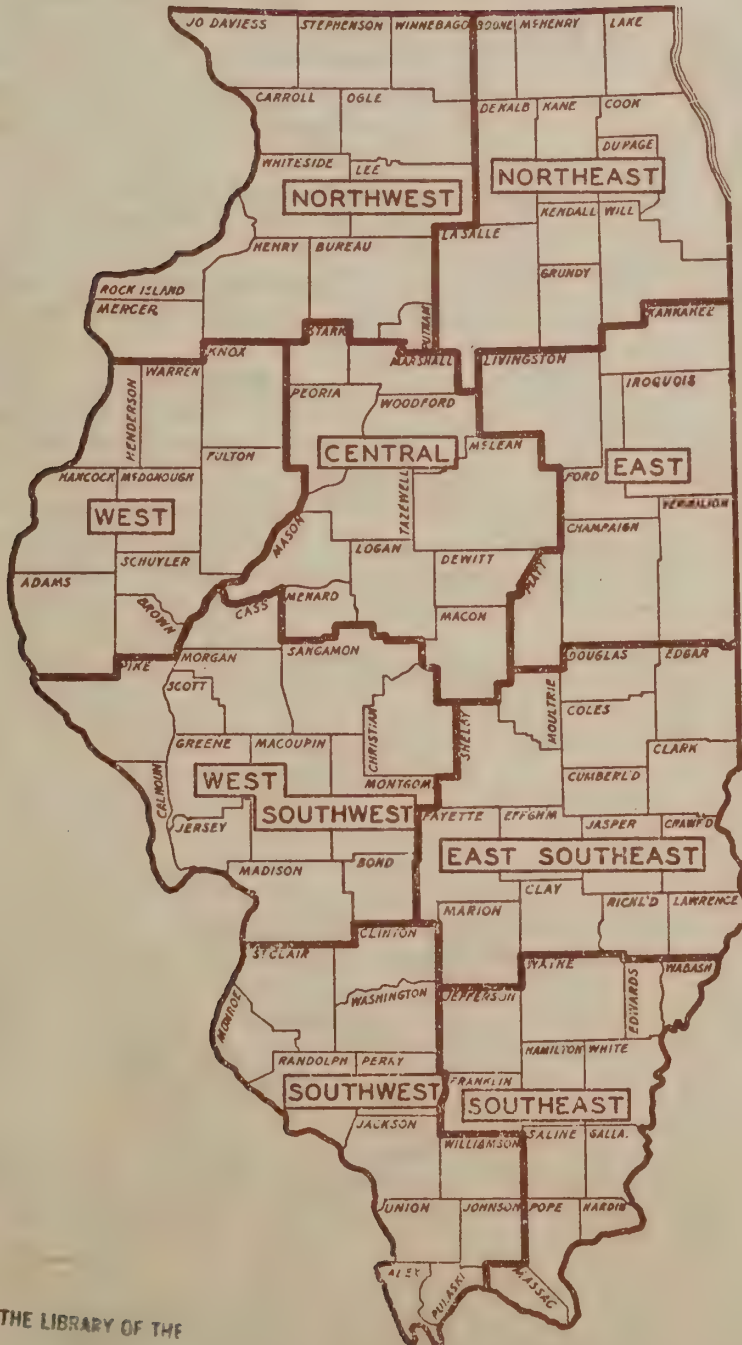 JO DAVIESS STEPHENSON WINNEBAGO BOONE McHENRY LAKE
CARROLL OGLE DEKALB KANE COOK
DUPAGE
WHITESIDE LEE
NORTHWEST NORTHEAST
KENDALL WILL
HENRY BUREAU LASALLE
GRUNDY
ROCK ISLAND
MERCER PUTNAM KANKAKEE
STARK
KNOX MARSHALL LIVINGSTON
WARREN HENDERSON PEORIA IROQUOIS
WOODFORD
FULTON CENTRAL McLEAN EAST
HANCOCK McDONOUGH TAZEWELL FORD
WEST VERMILION
MASON CHAMPAIGN
SCHUYLER LOGAN DEWITT
ADAMS BROWN CASS MENARD PIATT
MACON
PIKE MORGAN SANGAMON DOUGLAS EDGAR
SCOTT CHRISTIAN SHELBY MOULTRIE
COLES
GREENE MACOUPIN CLARK
CALHOUN WEST MONTGOM. CUMBERL'D
SOUTHWEST
JERSEY FAYETTE EFFGHM JASPER CRAWF'D
EAST SOUTHEAST
MADISON BOND
CLAY
MARION RICHL'D LAWRENCE
CLINTON
ST CLAIR WAYNE EDWARDS WABASH
MONROE WASHINGTON JEFFERSON
RANDOLPH PERRY HAMILTON WHITE
FRANKLIN
SOUTHWEST SOUTHEAST
JACKSON
WILLIAMSON SALINE GALLA.
UNION JOHNSON POPE HARDIN
ALEX PULASKI MASSAC
THE LIBRARY OF THE